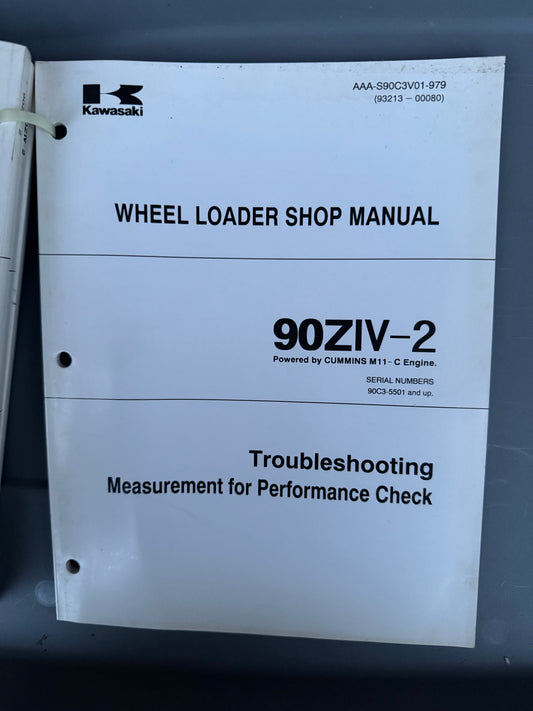 Kawasaki
AAA-S90C3V01-979
(93213 - 00080)
WHEEL LOADER SHOP MANUAL
90ZIV-2
Powered by CUMMINS M11-C Engine.
SERIAL NUMBERS
90C3-5501 and up.
Troubleshooting
Measurement for Performance Check